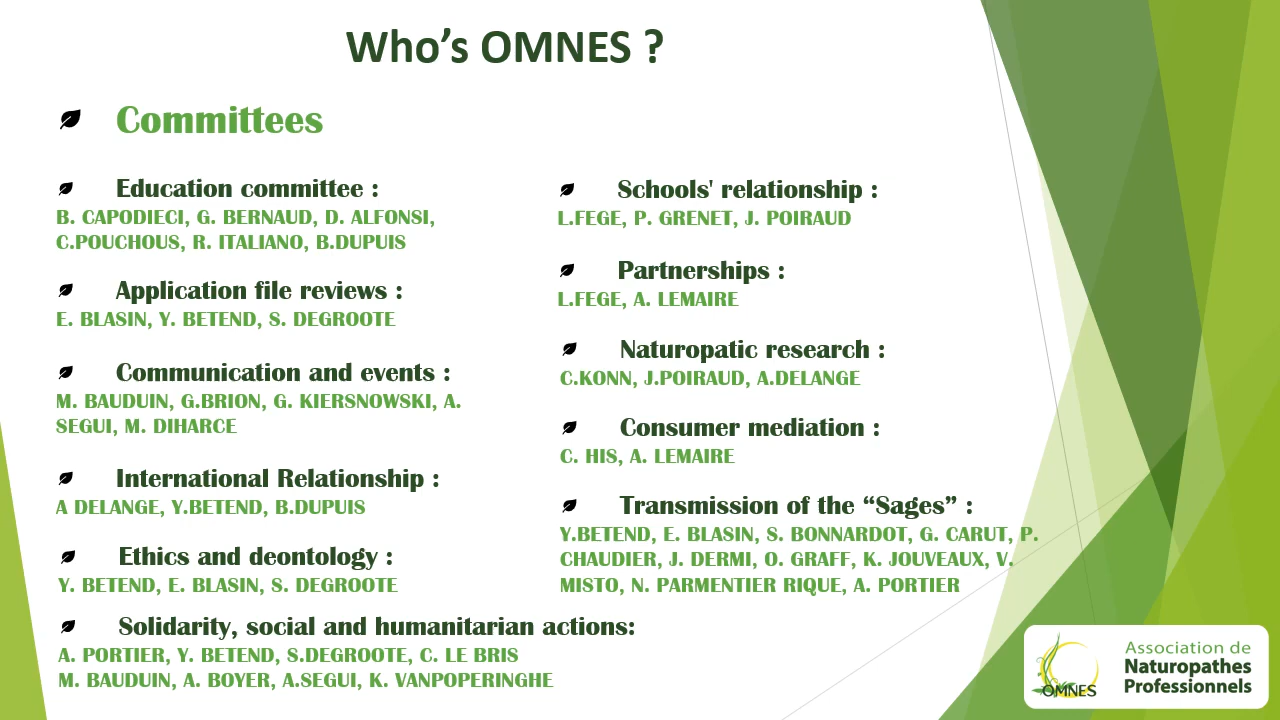 Who’s OMNES ?
Committees
Education committee :
B. CAPODIECI, G. BERNAUD, D. ALFONSI,
C.POUCHOUS, R. ITALIANO, B.DUPUIS
Application file reviews :
E. BLASIN, Y. BETEND, S. DEGROOTE
Communication and events :
M. BAUDUIN, G.BRION, G. KIERSNOWSKI, A.
SEGUI, M. DIHARCE
International Relationship :
A DELANGE, Y.BETEND, B.DUPUIS
Ethics and deontology :
Y. BETEND, E. BLASIN, S. DEGROOTE
Solidarity, social and humanitarian actions:
A. PORTIER, Y. BETEND, S.DEGROOTE, C. LE BRIS
M. BAUDUIN, A. BOYER, A.SEGUI, K. VANPOPERINGHE
Schools' relationship :
L.FEGE, P. GRENET, J. POIRAUD
Partnerships :
L.FEGE, A. LEMAIRE
Naturopatic research :
C.KONN, J.POIRAUD, A.DELANGE
Consumer mediation :
C. HIS, A. LEMAIRE
Transmission of the “Sages” :
Y.BETEND, E. BLASIN, S. BONNARDOT, G. CARUT, P.
CHAUDIER, J. DERMI, O. GRAFF, K. JOUVEAUX, V.
MISTO, N. PARMENTIER RIQUE, A. PORTIER
OMNES
Association de
Naturopathes
Professionnels